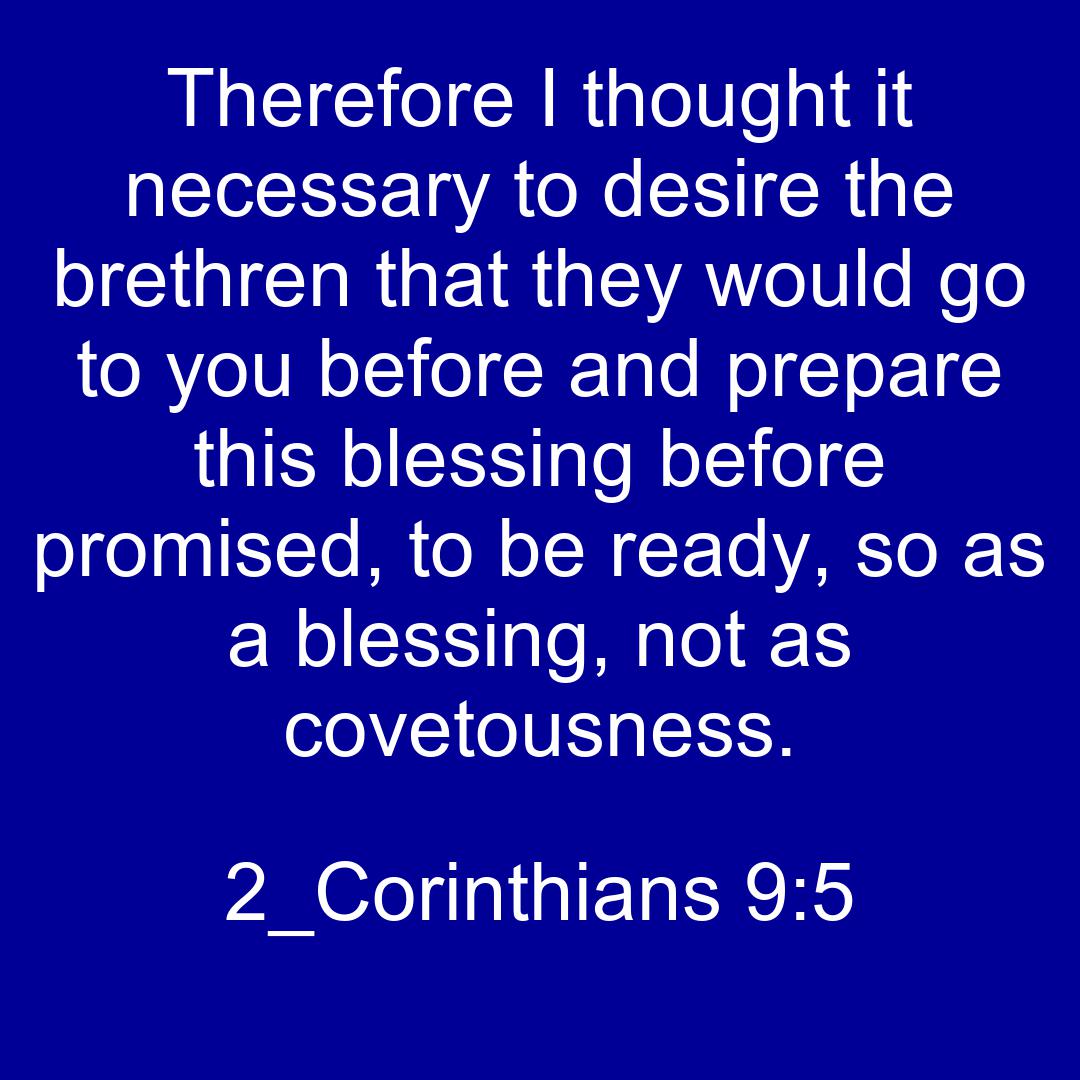 Therefore I thought it
necessary to desire the
brethren that they would go
to you before and prepare
this blessing before
promised, to be ready, so as
a blessing, not as
covetousness.
2_Corinthians 9:5